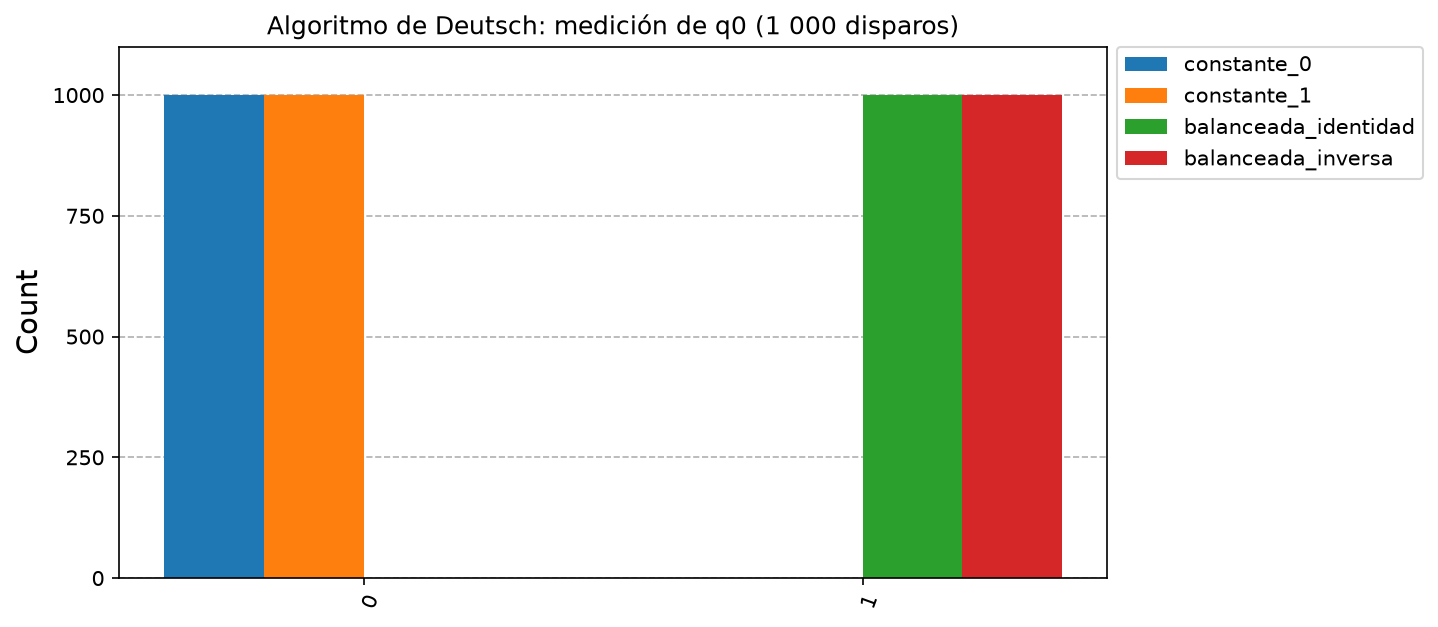 Algoritmo de Deutsch: medición de q0 (1 000 disparos)
constante_0
constante_1
balanceada_identidad
balanceada_inversa
Count
1000
750
500
250
0
0
1